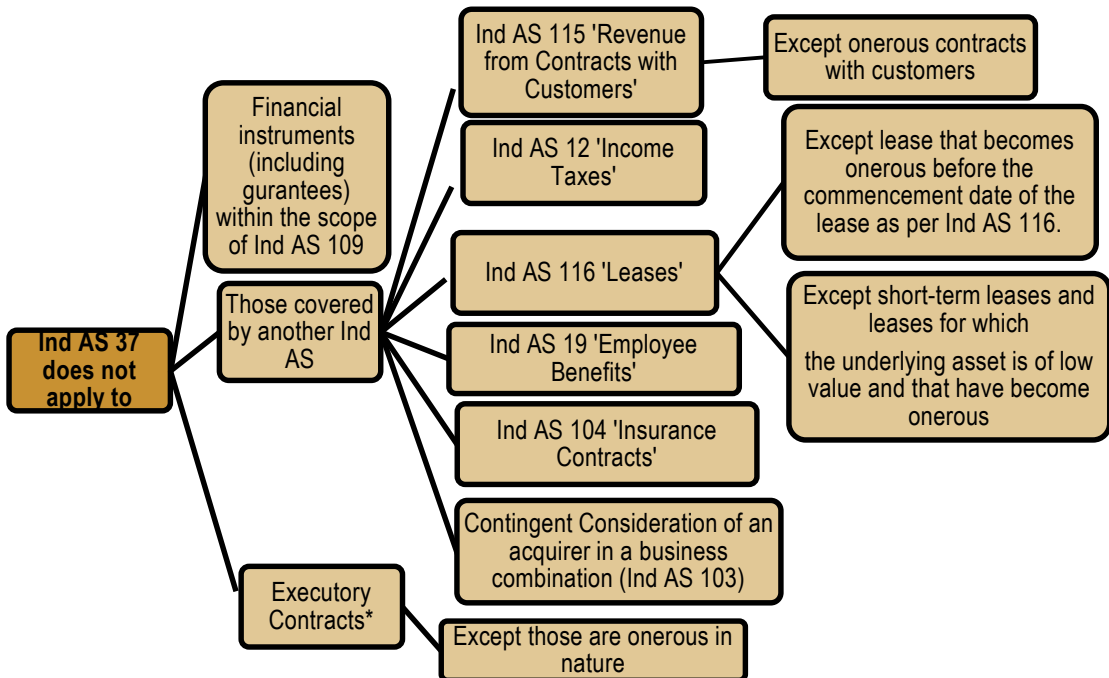 Ind AS 37
does not
apply to
Financial
instruments
(including
gurantees)
within the scope
of Ind AS 109
Those covered
by another Ind
AS
Executory
Contracts*
Ind AS 115 'Revenue
from Contracts with
Customers'
Ind AS 12 'Income
Taxes'
Ind AS 116 'Leases'
Ind AS 19 'Employee
Benefits'
Ind AS 104 'Insurance
Contracts'
Contingent Consideration of an
acquirer in a business
combination (Ind AS 103)
Except those are onerous in
nature
Except onerous contracts
with customers
Except lease that becomes
onerous before the
commencement date of the
lease as per Ind AS 116.
Except short-term leases and
leases for which
the underlying asset is of low
value and that have become
onerous